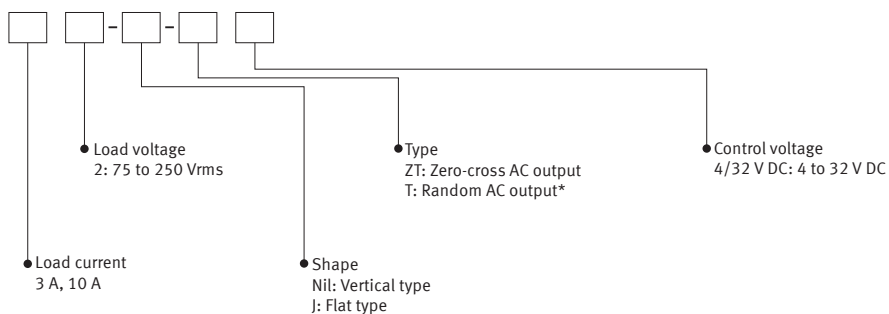 - -
Load voltage
2: 75 to 250 Vrms
Type
ZT: Zero-cross AC output
T: Random AC output*
Control voltage
4/32 V DC: 4 to 32 V DC
Load current
3 A, 10 A
Shape
Nil: Vertical type
J: Flat type